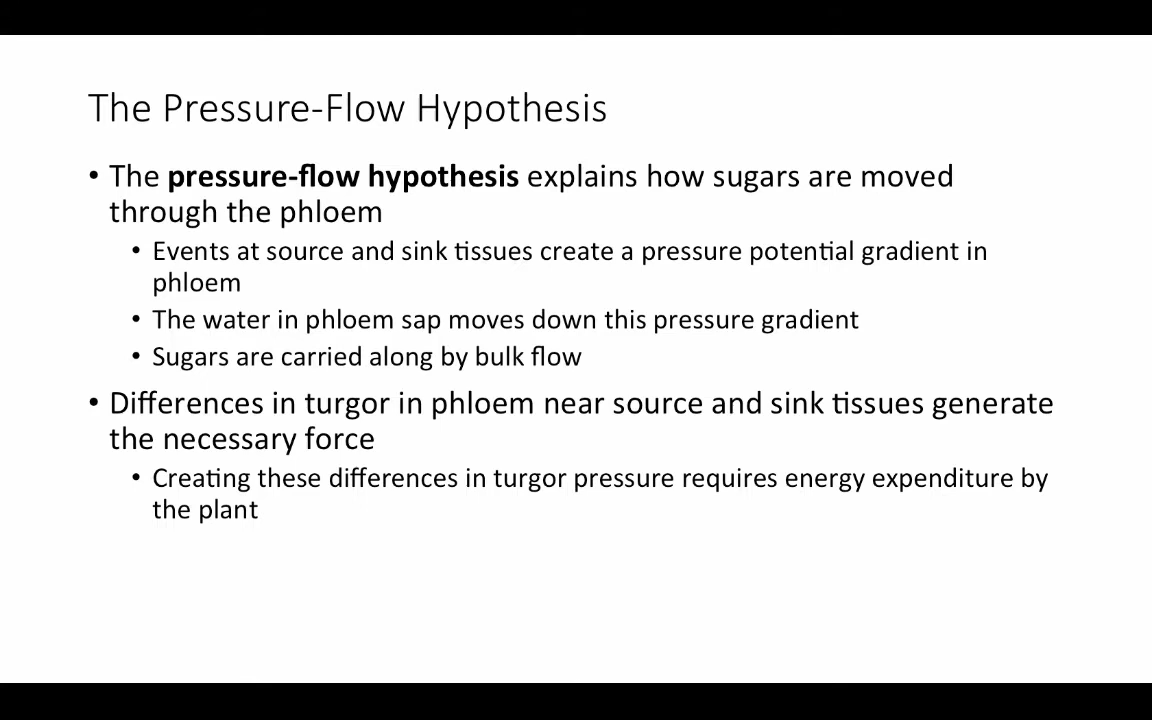 The Pressure-Flow Hypothesis
• The pressure-flow hypothesis explains how sugars are moved
through the phloem
• Events at source and sink tissues create a pressure potential gradient in
phloem
• The water in phloem sap moves down this pressure gradient
• Sugars are carried along by bulk flow
• Differences in turgor in phloem near source and sink tissues generate
the necessary force
• Creating these differences in turgor pressure requires energy expenditure by
the plant